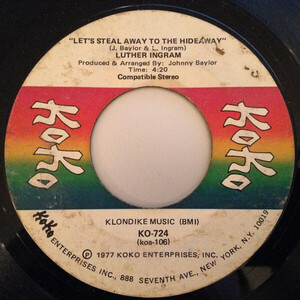 "LET'S STEAL AWAY TO THE HIDEAWAY"
(J. Baylor & L. Ingram)
LUTHER INGRAM
Produced & Arranged By: Johnny Baylor
Time: 4:20
Compatible Stereo
KOKO
KOKO
KLONDIKE MUSIC (BMI)
KO-724
(kos-106)
℗ 1977 KOKO ENTERPRISES, INC.
KoKo ENTERPRISES INC., 888 SEVENTH AVE., NEW YORK, N.Y. 10019